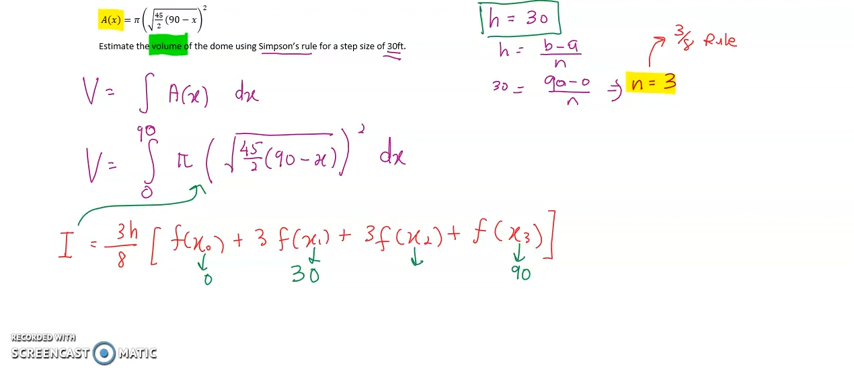 A(x) = π(√(45/2 (90 − x)))²
Estimate the volume of the dome using Simpson's rule for a step size of 30ft.
h = 30
h = (b−a)/n
3/8 Rule
30 = (90−0)/n ⇒ n = 3
V = ∫ A(x) dx
V = ∫₀⁹⁰ π (√(45/2 (90−x)))² dx
I = 3h/8 [ f(x₀) + 3 f(x₁) + 3f(x₂) + f(x₃) ]
0 30 90
RECORDED WITH
SCREENCAST MATIC